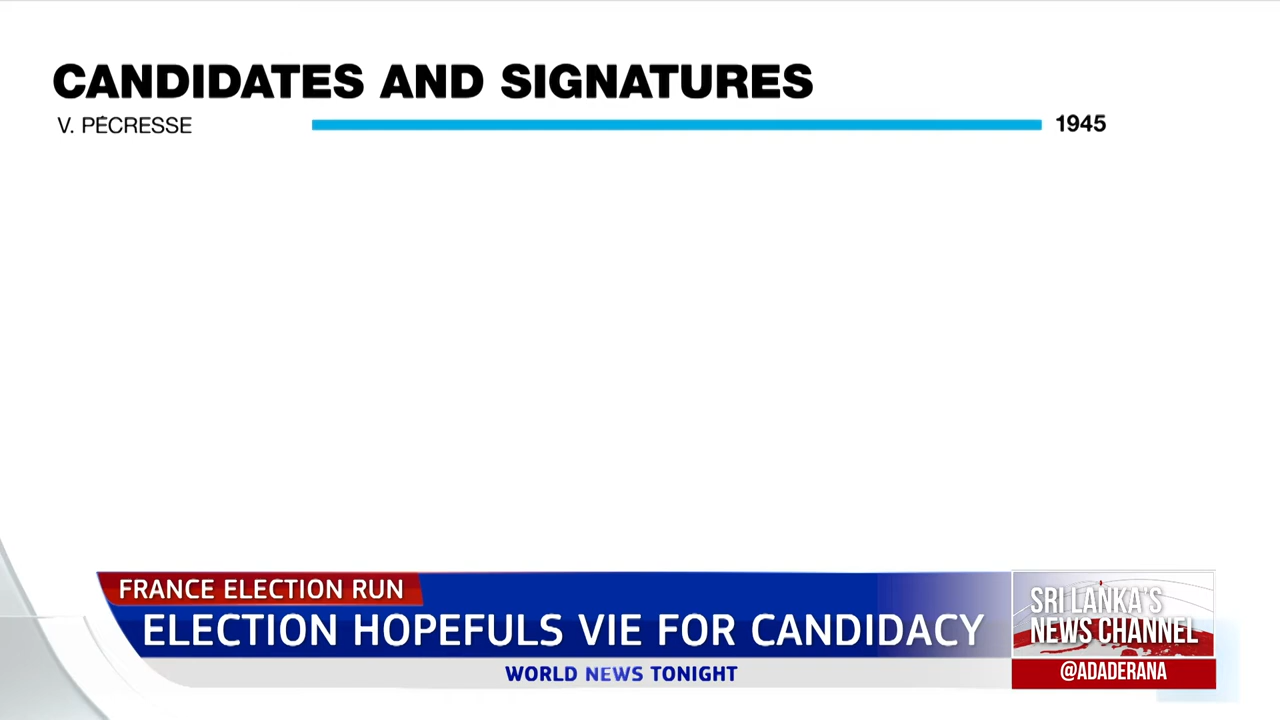 CANDIDATES AND SIGNATURES
V. PÉCRESSE 1945
FRANCE ELECTION RUN
ELECTION HOPEFULS VIE FOR CANDIDACY
WORLD NEWS TONIGHT
SRI LANKA'S
NEWS CHANNEL
@ADADERANA